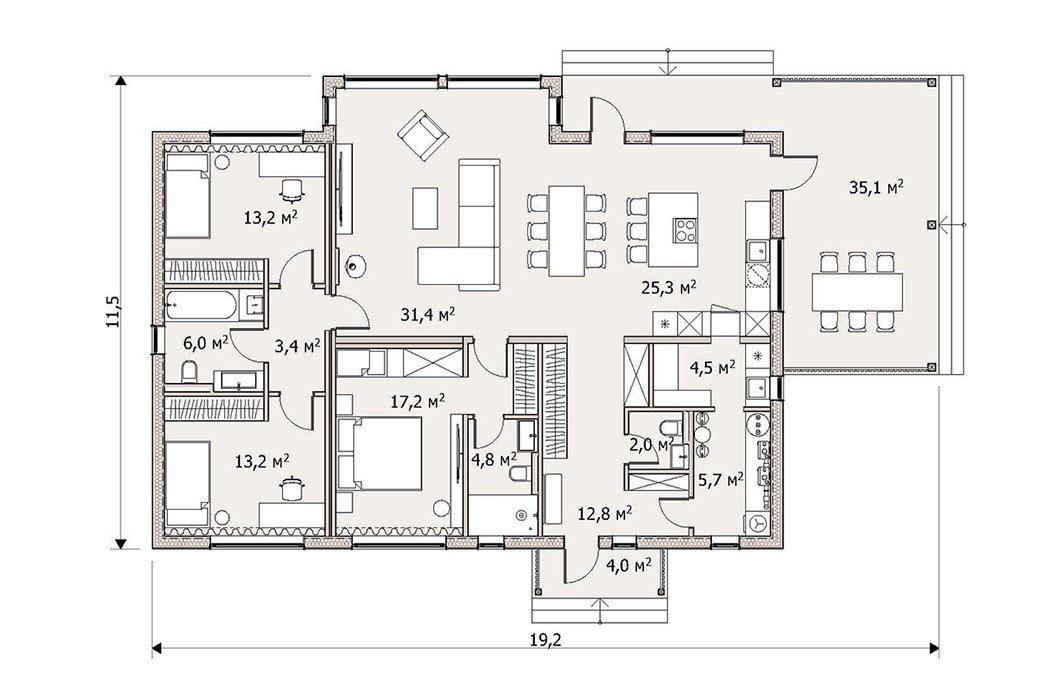 35,1 м²
13,2 м²
25,3 м²
11,5
31,4 м²
6,0 м²
3,4 м²
4,5 м²
17,2 м²
2,0 м²
13,2 м²
4,8 м²
5,7 м²
12,8 м²
4,0 м²
19,2